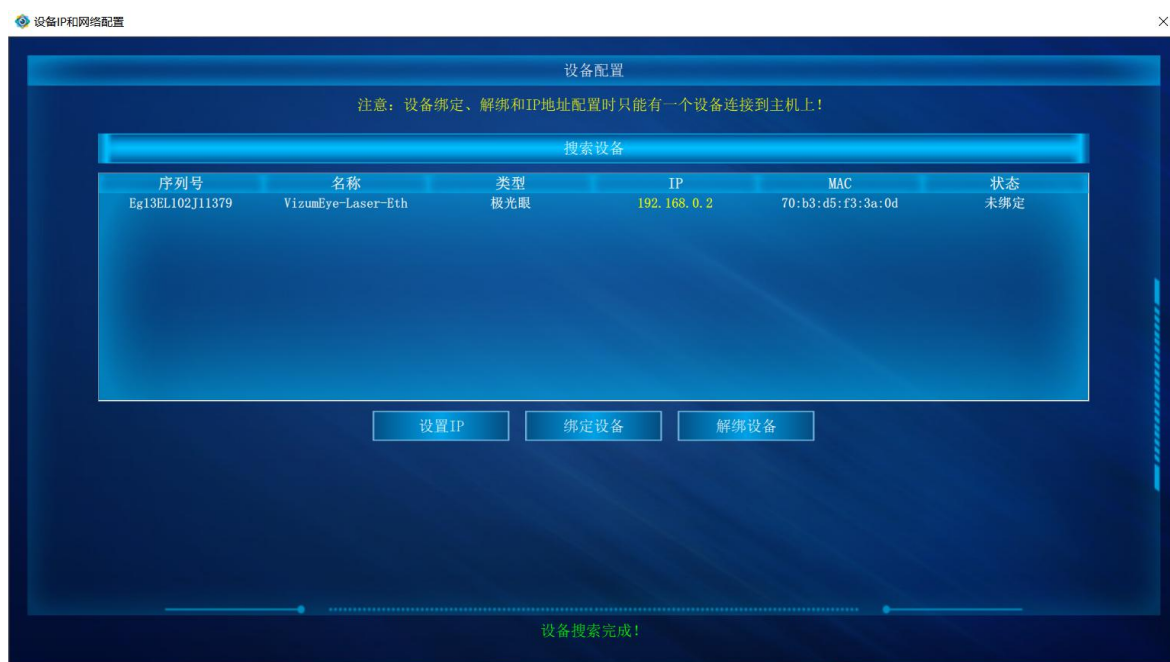 设备IP和网络配置
设备配置
注意：设备绑定、解绑和IP地址配置时只能有一个设备连接到主机上！
搜索设备
序列号 名称 类型 IP MAC 状态
Eg13EL102J11379 VizumEye-Laser-Eth 极光眼 192.168.0.2 70:b3:d5:f3:3a:0d 未绑定
设置IP 绑定设备 解绑设备
设备搜索完成！